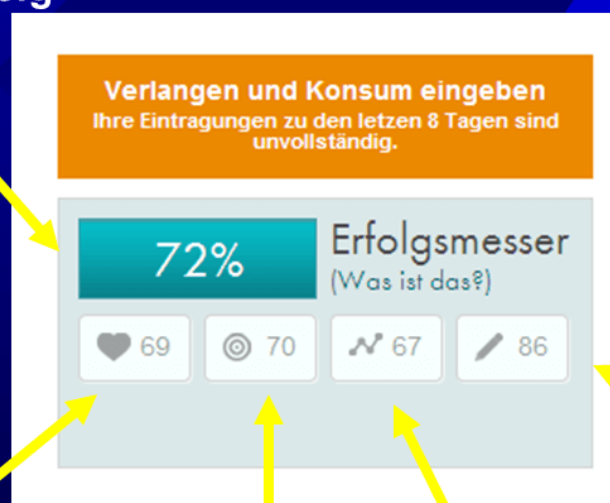 Verlangen und Konsum eingeben
Ihre Eintragungen zu den letzen 8 Tagen sind
unvollständig.
72%
Erfolgsmesser
(Was ist das?)
69
70
67
86